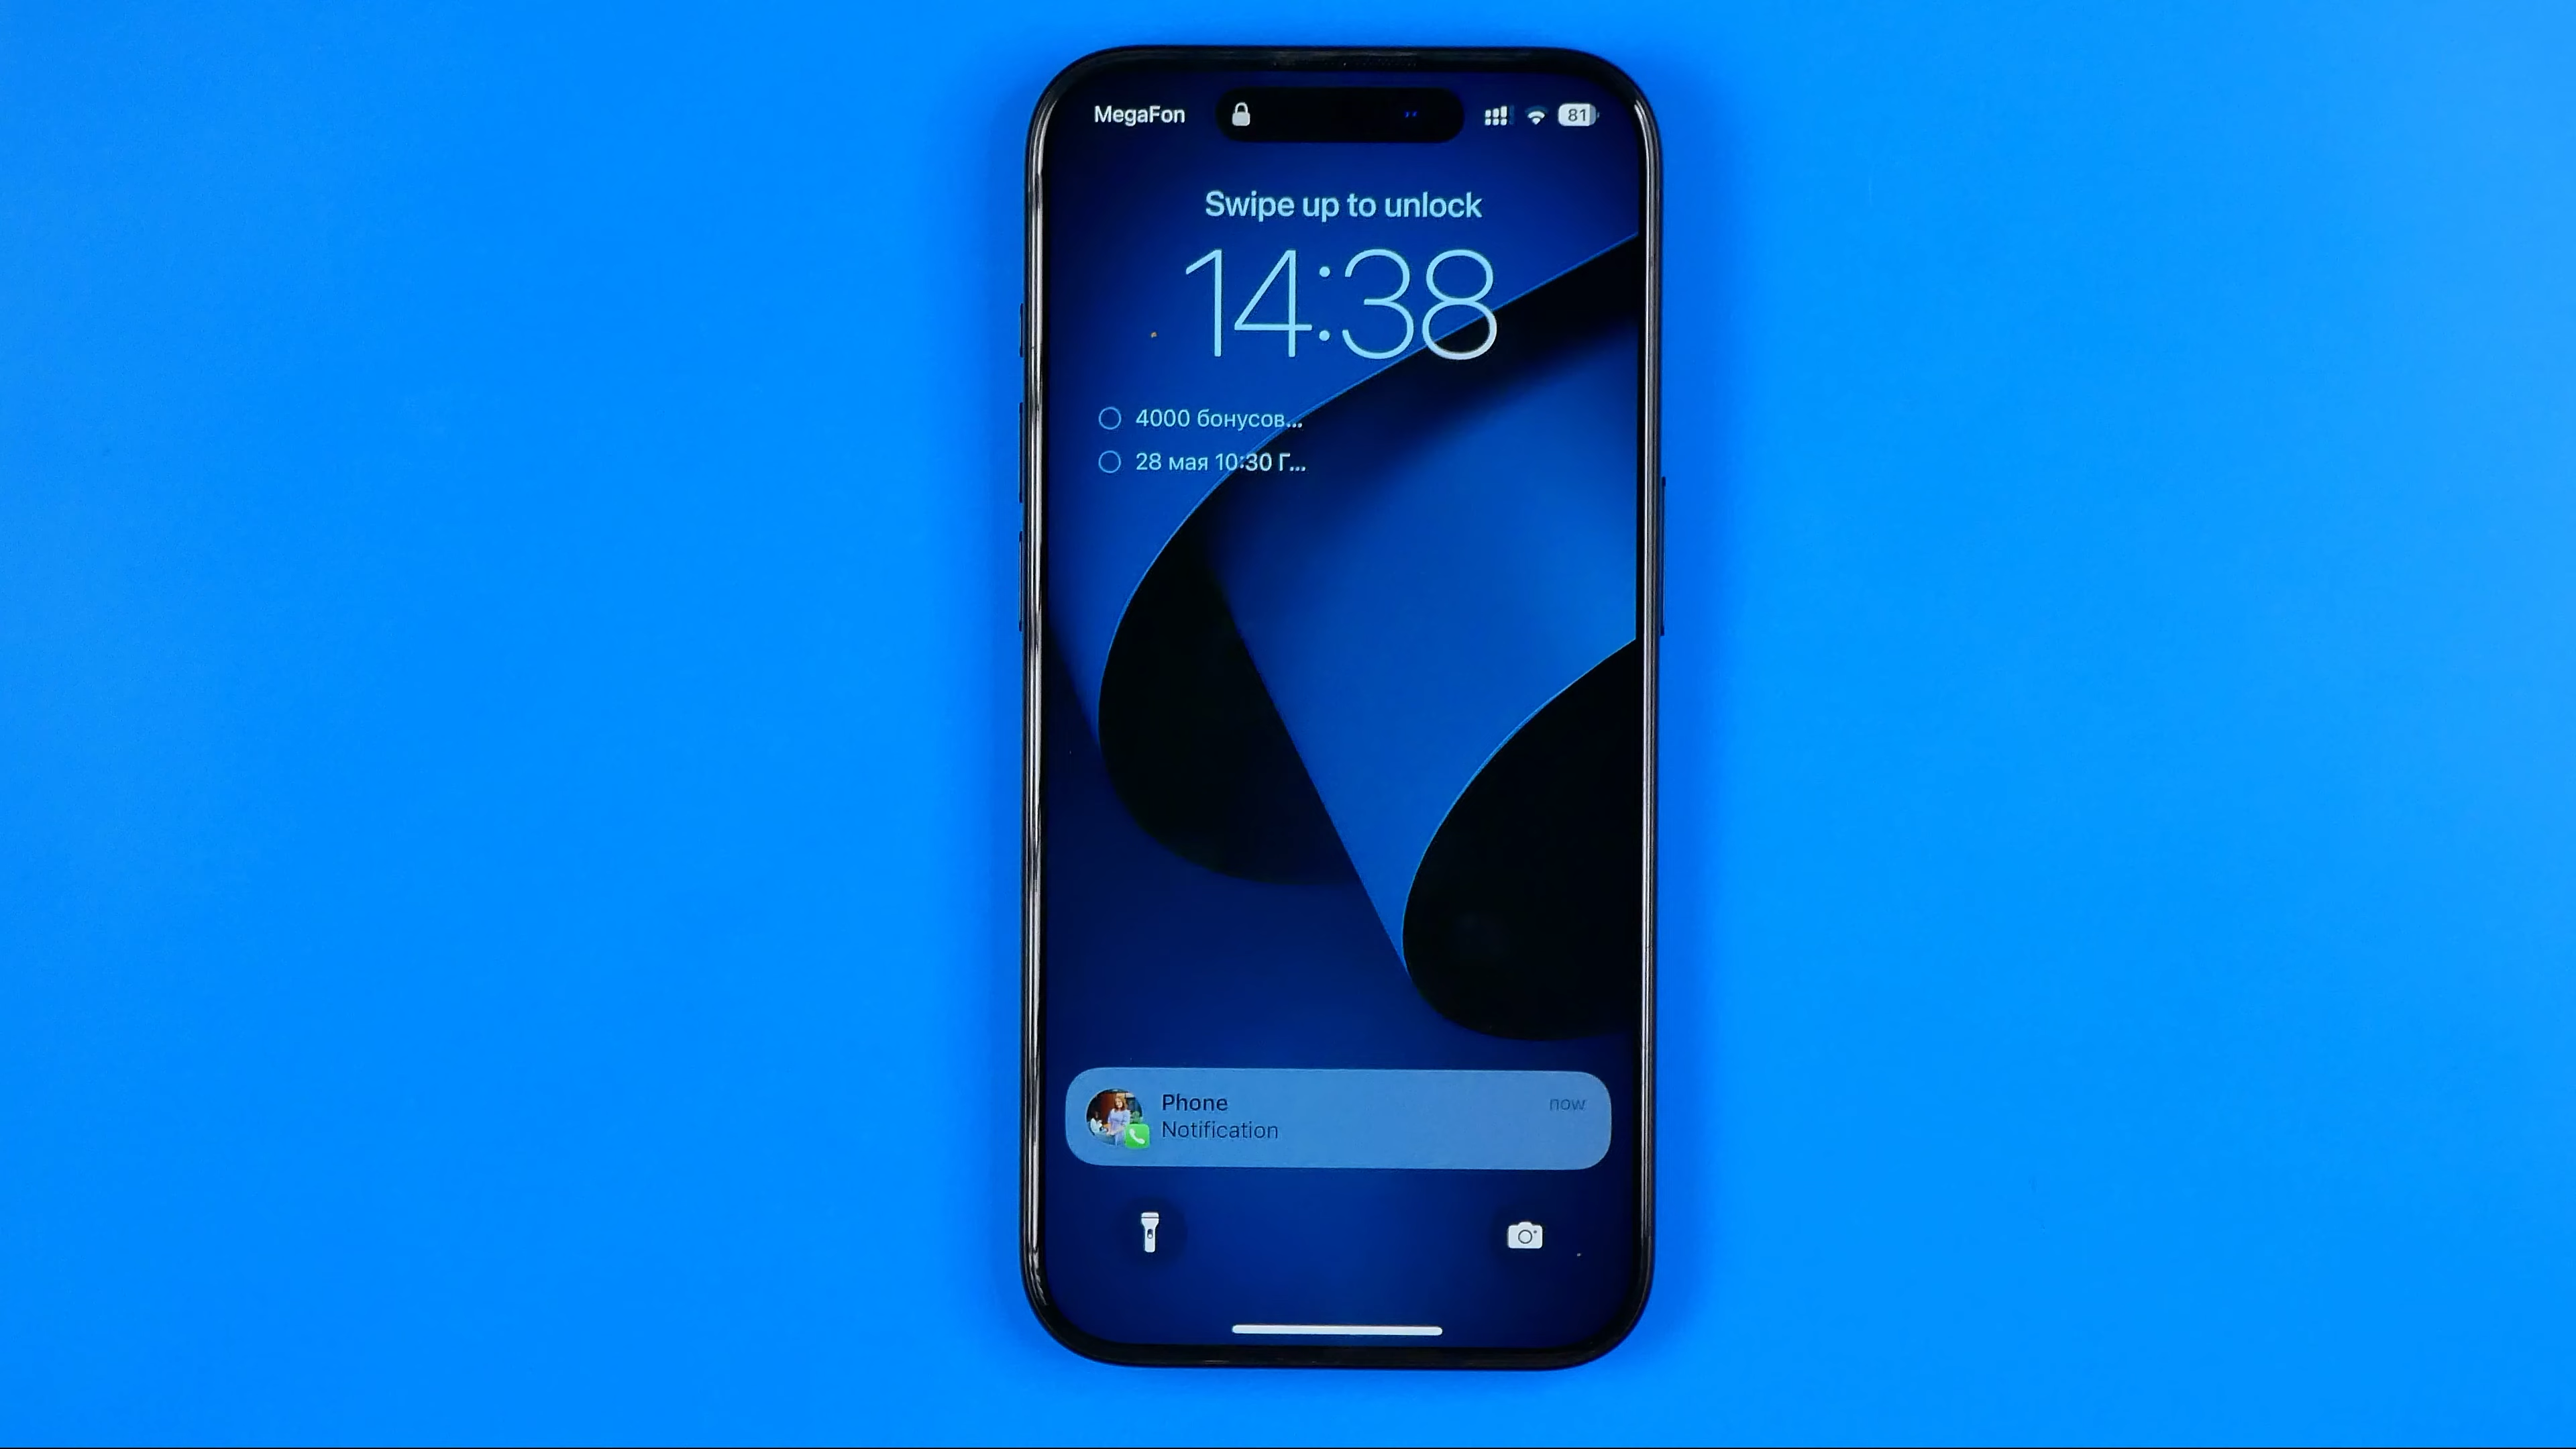 MegaFon
81
Swipe up to unlock
14:38
4000 бонусов...
28 мая 10:30 Г...
Phone
now
Notification